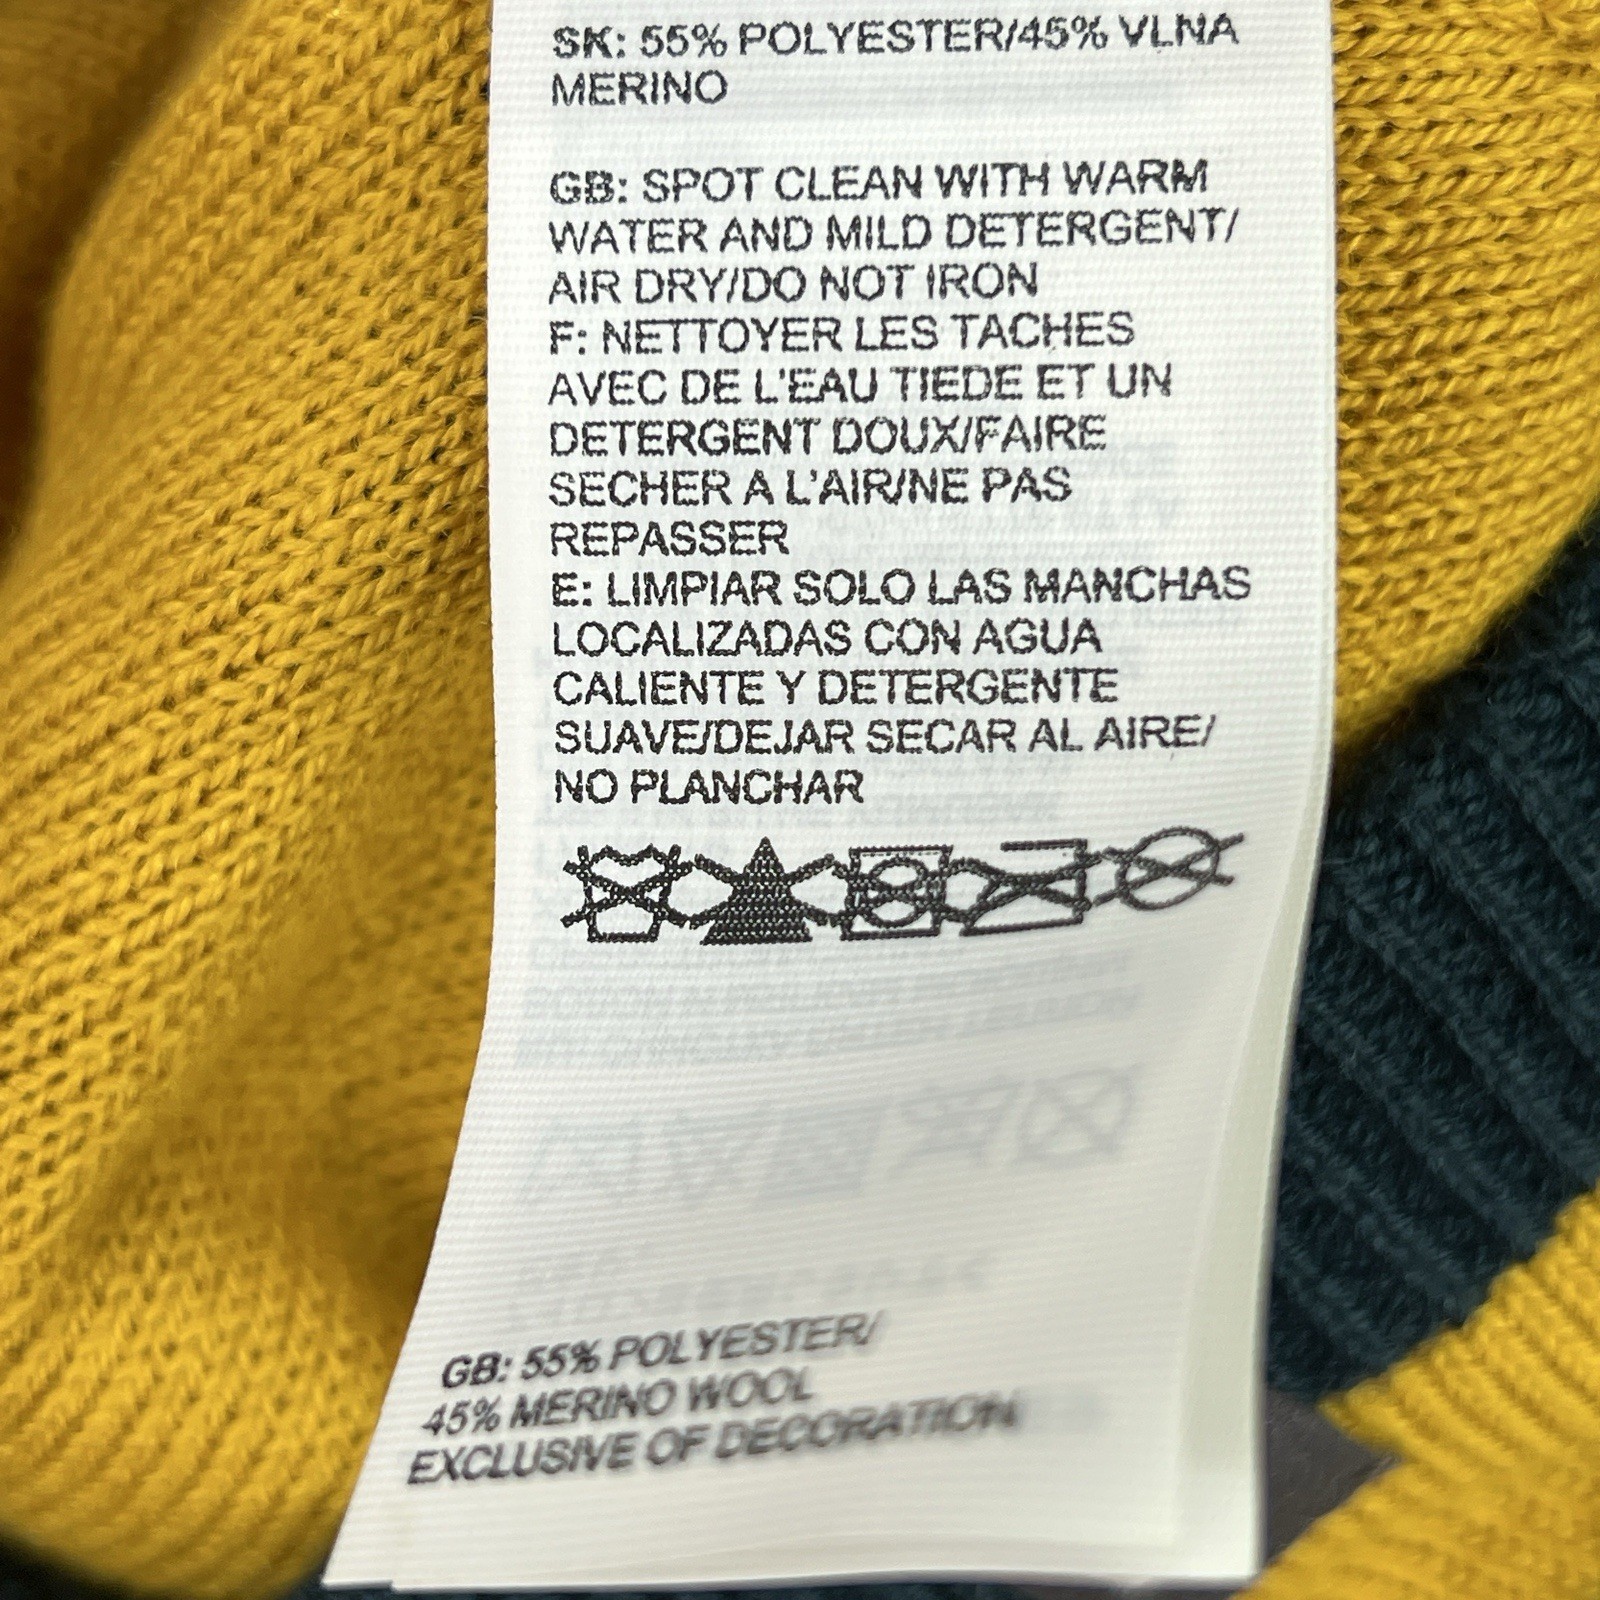 SK: 55% POLYESTER/45% VLNA
MERINO
GB: SPOT CLEAN WITH WARM
WATER AND MILD DETERGENT/
AIR DRY/DO NOT IRON
F: NETTOYER LES TACHES
AVEC DE L'EAU TIEDE ET UN
DETERGENT DOUX/FAIRE
SECHER A L'AIR/NE PAS
REPASSER
E: LIMPIAR SOLO LAS MANCHAS
LOCALIZADAS CON AGUA
CALIENTE Y DETERGENTE
SUAVE/DEJAR SECAR AL AIRE/
NO PLANCHAR
GB: 55% POLYESTER/
45% MERINO WOOL
EXCLUSIVE OF DECORATION